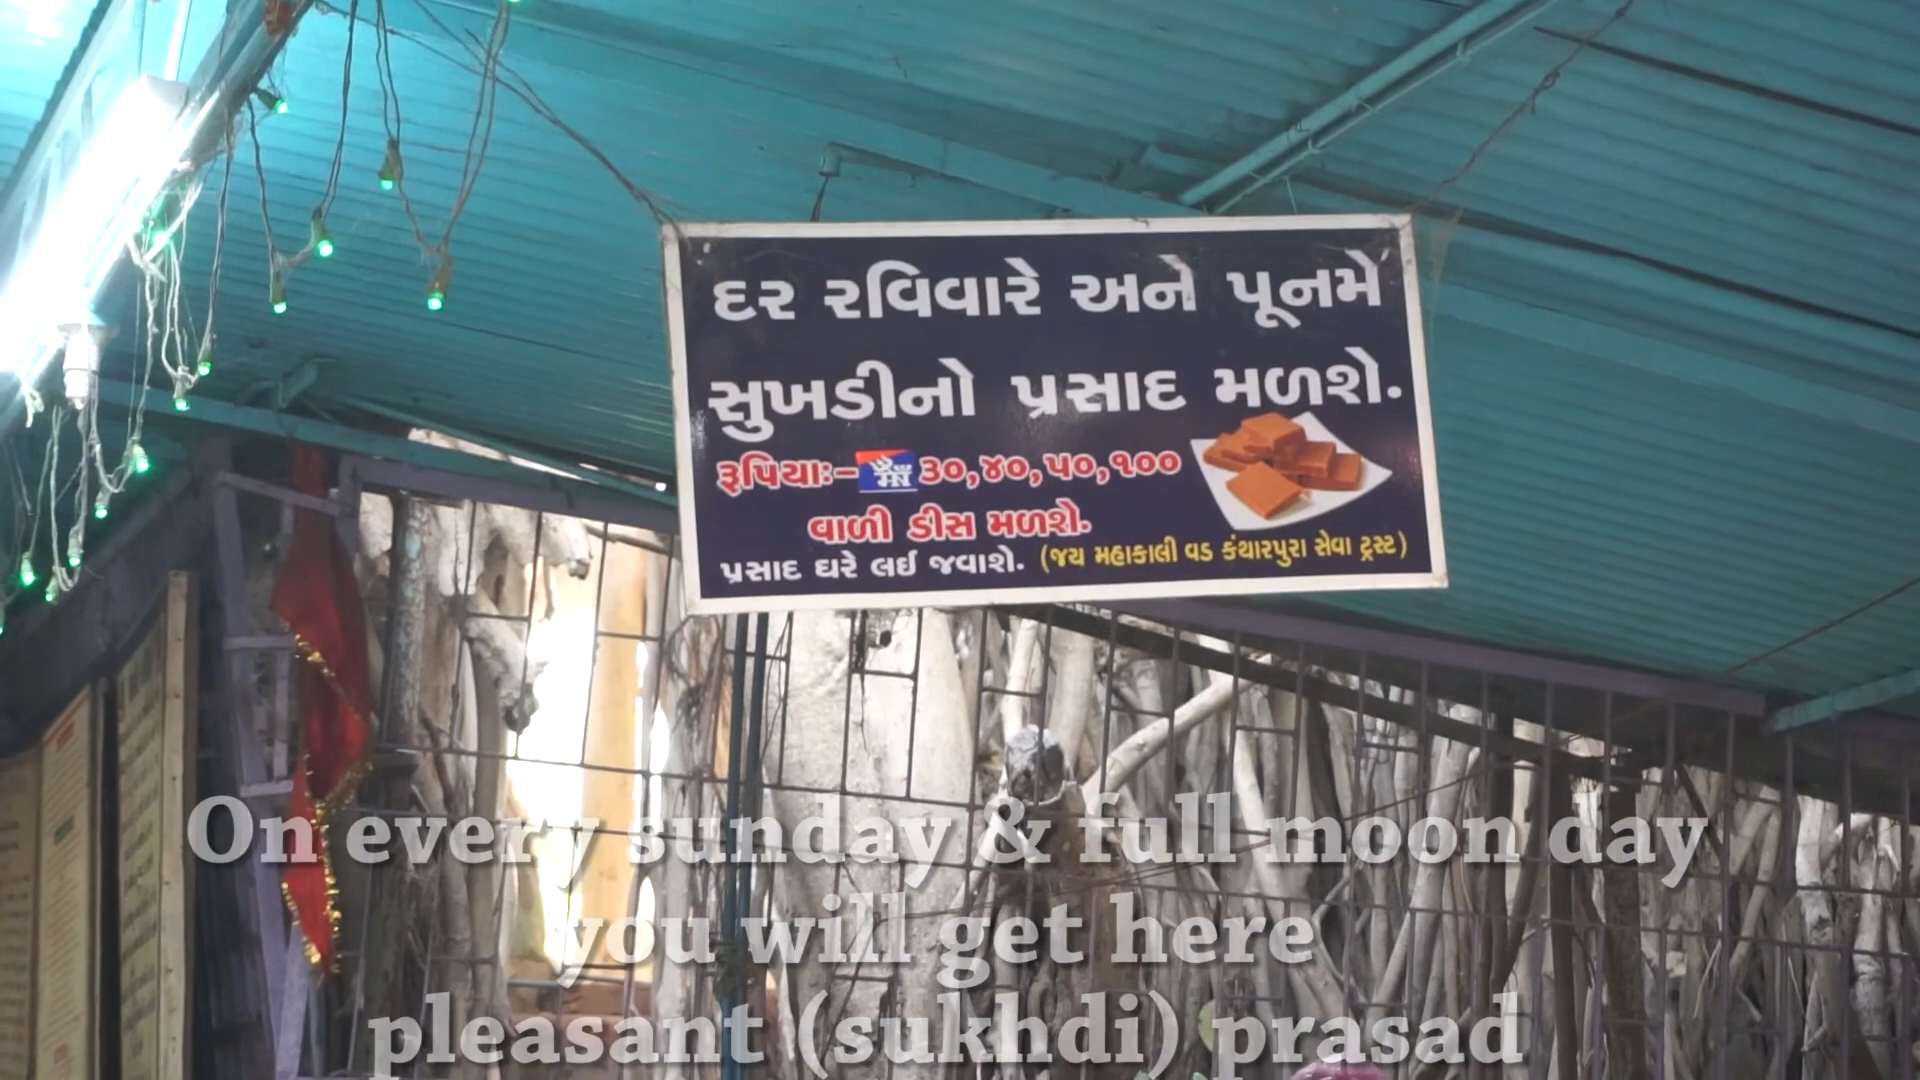 દર રવિવારે અને પૂનમે
સુખડીનો પ્રસાદ મળશે.
રૂપિયાઃ- માઁ ૩૦,૪૦,૫૦,૧૦૦
વાળી ડીસ મળશે.
પ્રસાદ ઘરે લઇ જવાશે. (જય મહાકાલી વડ કંથારપુરા સેવા ટ્રસ્ટ)
On every sunday & full moon day
you will get here
pleasant (sukhdi) prasad